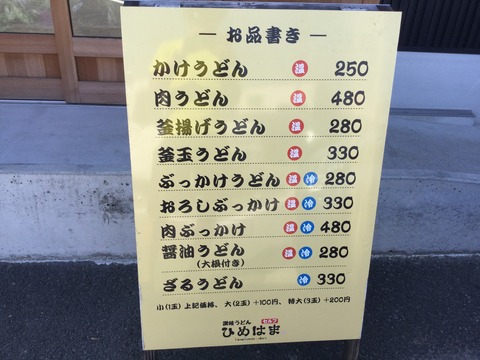 ― お品書き ―
かけうどん 温 250
肉うどん 温 480
釜揚げうどん 温 280
釜玉うどん 温 330
ぶっかけうどん 温 冷 280
おろしぶっかけ 温 冷 330
肉ぶっかけ 温 冷 480
醤油うどん 温 冷 280
(大根付き)
ざるうどん 冷 330
小(1玉)上記価格、大(2玉)+100円、特大(3玉)+200円
讃岐うどん セルフ
ひめはま